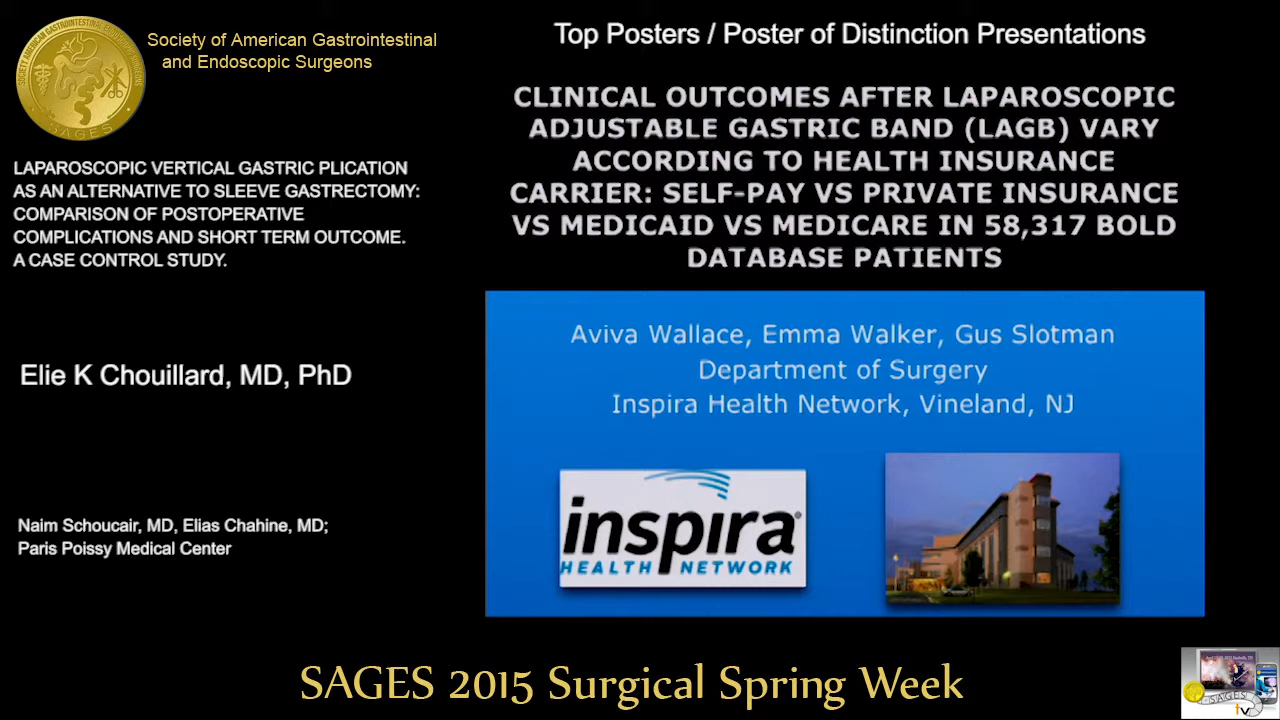 Society of American Gastrointestinal
and Endoscopic Surgeons
SAGES
LAPAROSCOPIC VERTICAL GASTRIC PLICATION
AS AN ALTERNATIVE TO SLEEVE GASTRECTOMY:
COMPARISON OF POSTOPERATIVE
COMPLICATIONS AND SHORT TERM OUTCOME.
A CASE CONTROL STUDY.
Elie K Chouillard, MD, PhD
Naim Schoucair, MD, Elias Chahine, MD;
Paris Poissy Medical Center
Top Posters / Poster of Distinction Presentations
CLINICAL OUTCOMES AFTER LAPAROSCOPIC
ADJUSTABLE GASTRIC BAND (LAGB) VARY
ACCORDING TO HEALTH INSURANCE
CARRIER: SELF-PAY VS PRIVATE INSURANCE
VS MEDICAID VS MEDICARE IN 58,317 BOLD
DATABASE PATIENTS
Aviva Wallace, Emma Walker, Gus Slotman
Department of Surgery
Inspira Health Network, Vineland, NJ
inspira
HEALTH NETWORK
SAGES 2015 Surgical Spring Week
SAGES
tv